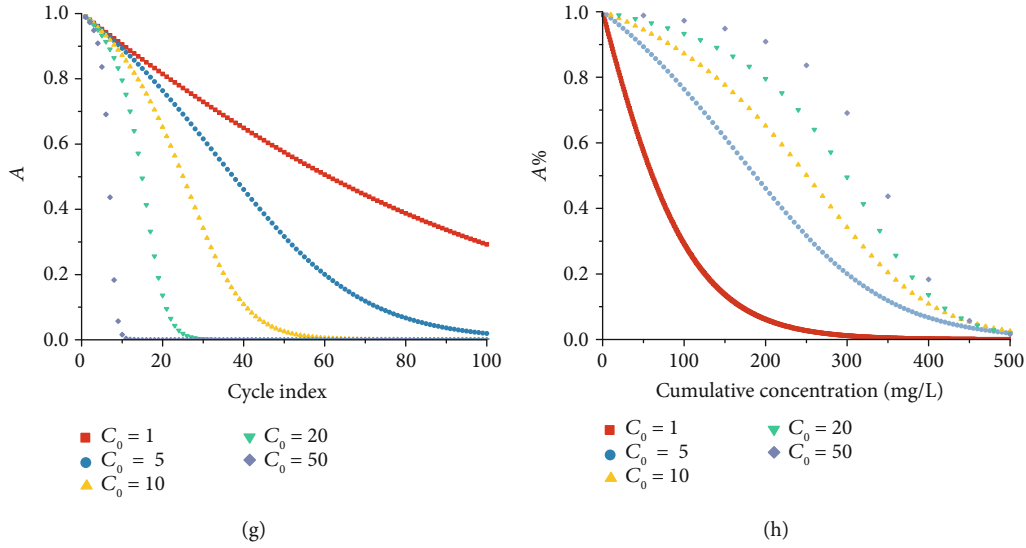 1.0
0.8
0.6
0.4
0.2
0.0
A
0 20 40 60 80 100
Cycle index
C₀ = 1
C₀ = 5
C₀ = 10
C₀ = 20
C₀ = 50
(g)
1.0
0.8
0.6
0.4
0.2
0.0
A%
0 100 200 300 400 500
Cumulative concentration (mg/L)
C₀ = 1
C₀ = 5
C₀ = 10
C₀ = 20
C₀ = 50
(h)